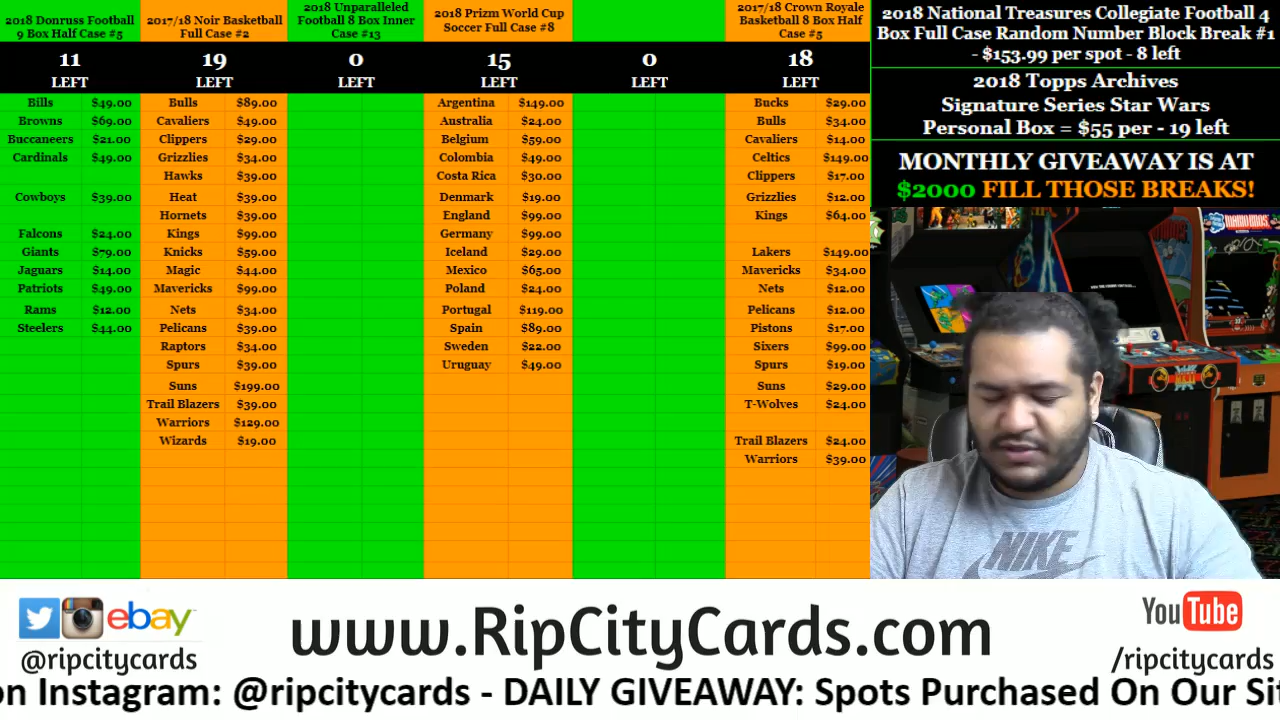 2018 Donruss Football
9 Box Half Case #5
11
LEFT
Bills $49.00
Browns $69.00
Buccaneers $21.00
Cardinals $49.00
Cowboys $39.00
Falcons $24.00
Giants $79.00
Jaguars $14.00
Patriots $49.00
Rams $12.00
Steelers $44.00
2017/18 Noir Basketball
Full Case #2
19
LEFT
Bulls $89.00
Cavaliers $49.00
Clippers $29.00
Grizzlies $34.00
Hawks $39.00
Heat $39.00
Hornets $39.00
Kings $99.00
Knicks $59.00
Magic $44.00
Mavericks $99.00
Nets $34.00
Pelicans $39.00
Raptors $34.00
Spurs $39.00
Suns $199.00
Trail Blazers $39.00
Warriors $129.00
Wizards $19.00
2018 Unparalleled
Football 8 Box Inner
Case #13
0
LEFT
2018 Prizm World Cup
Soccer Full Case #8
15
LEFT
Argentina $149.00
Australia $24.00
Belgium $59.00
Colombia $49.00
Costa Rica $30.00
Denmark $19.00
England $99.00
Germany $99.00
Iceland $29.00
Mexico $65.00
Poland $24.00
Portugal $119.00
Spain $89.00
Sweden $22.00
Uruguay $49.00
0
LEFT
2017/18 Crown Royale
Basketball 8 Box Half
Case #5
18
LEFT
Bucks $29.00
Bulls $34.00
Cavaliers $14.00
Celtics $149.00
Clippers $17.00
Grizzlies $12.00
Kings $64.00
Lakers $149.00
Mavericks $34.00
Nets $12.00
Pelicans $12.00
Pistons $17.00
Sixers $99.00
Spurs $19.00
Suns $29.00
T-Wolves $24.00
Trail Blazers $24.00
Warriors $39.00
2018 National Treasures Collegiate Football 4
Box Full Case Random Number Block Break #1
- $153.99 per spot - 8 left
2018 Topps Archives
Signature Series Star Wars
Personal Box = $55 per - 19 left
MONTHLY GIVEAWAY IS AT
$2000 FILL THOSE BREAKS!
MARIO BROS.
NIKE
ebay
@ripcitycards
www.RipCityCards.com
YouTube
/ripcitycards
on Instagram: @ripcitycards - DAILY GIVEAWAY: Spots Purchased On Our Sit